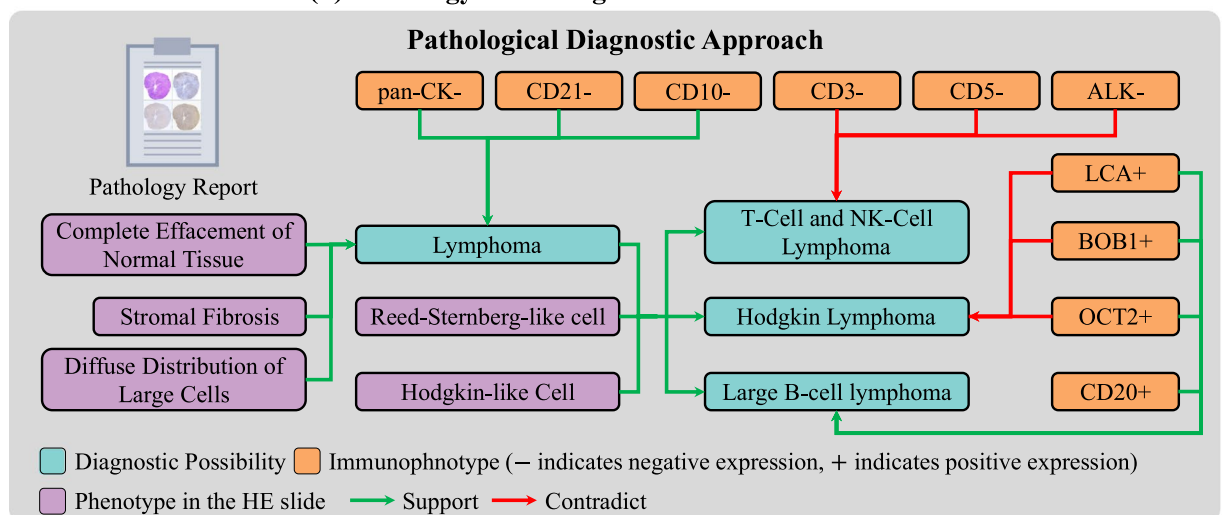 Pathological Diagnostic Approach
pan-CK-
CD21-
CD10-
CD3-
CD5-
ALK-
Pathology Report
LCA+
Complete Effacement of
Normal Tissue
Lymphoma
T-Cell and NK-Cell
Lymphoma
BOB1+
Stromal Fibrosis
Reed-Sternberg-like cell
Hodgkin Lymphoma
OCT2+
Diffuse Distribution of
Large Cells
Hodgkin-like Cell
Large B-cell lymphoma
CD20+
Diagnostic Possibility
Immunophnotype (− indicates negative expression, + indicates positive expression)
Phenotype in the HE slide
Support
Contradict